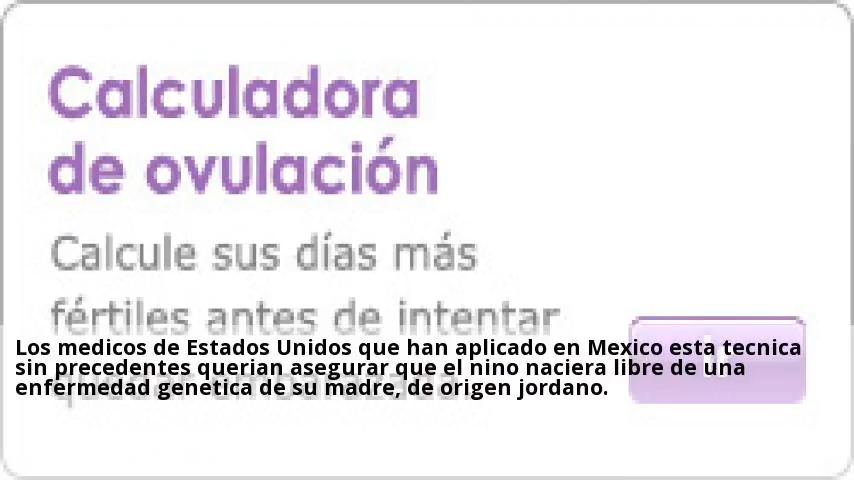 Calculadora
de ovulación
Calcule sus días más
fértiles antes de intentar
Los medicos de Estados Unidos que han aplicado en Mexico esta tecnica
sin precedentes querian asegurar que el nino naciera libre de una
enfermedad genetica de su madre, de origen jordano.